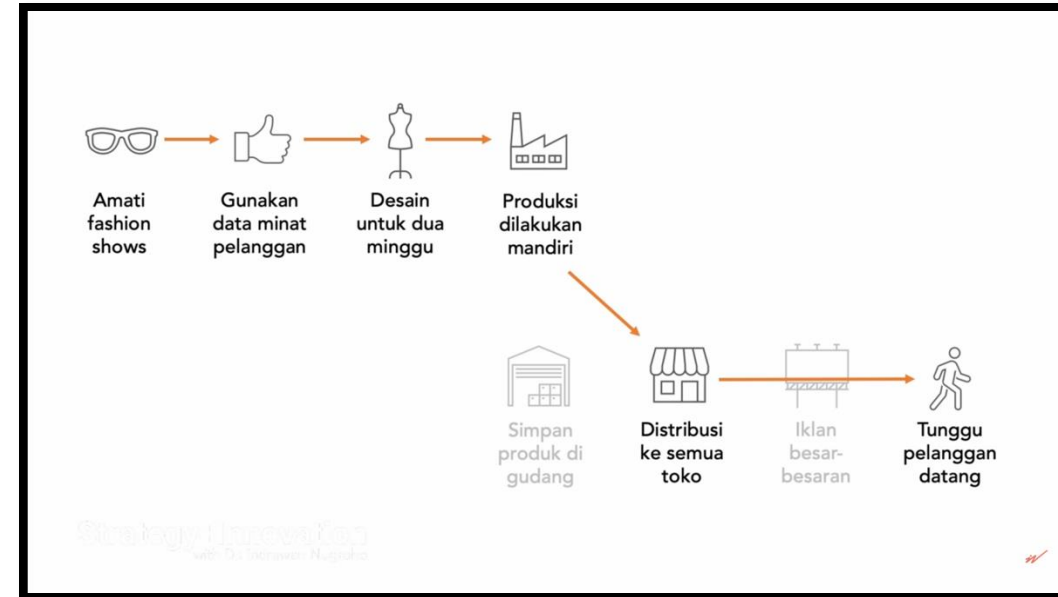 Amati
fashion
shows
Gunakan
data minat
pelanggan
Desain
untuk dua
minggu
Produksi
dilakukan
mandiri
Simpan
produk di
gudang
Distribusi
ke semua
toko
Iklan
besar-
besaran
Tunggu
pelanggan
datang
Strategy Innovation
with